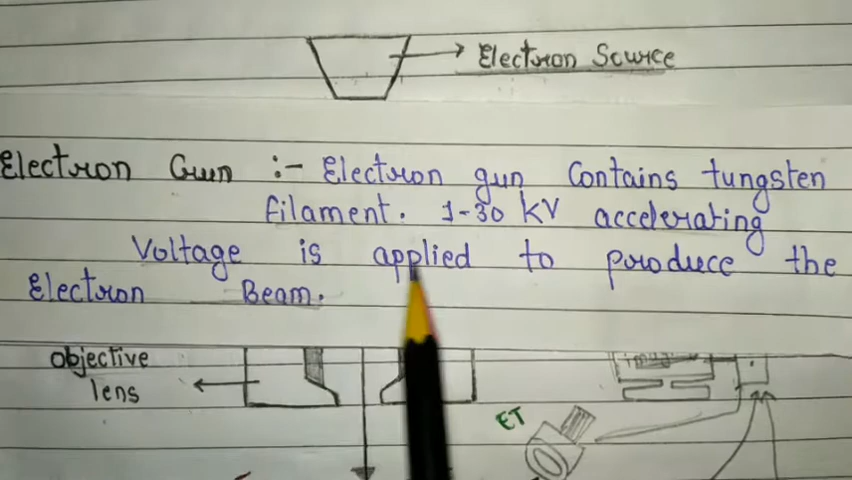 Electron Source
Electron Gun :- Electron gun Contains tungsten
filament. 1-30 kV accelerating
Voltage is applied to produce the
Electron Beam.
objective
lens
ET